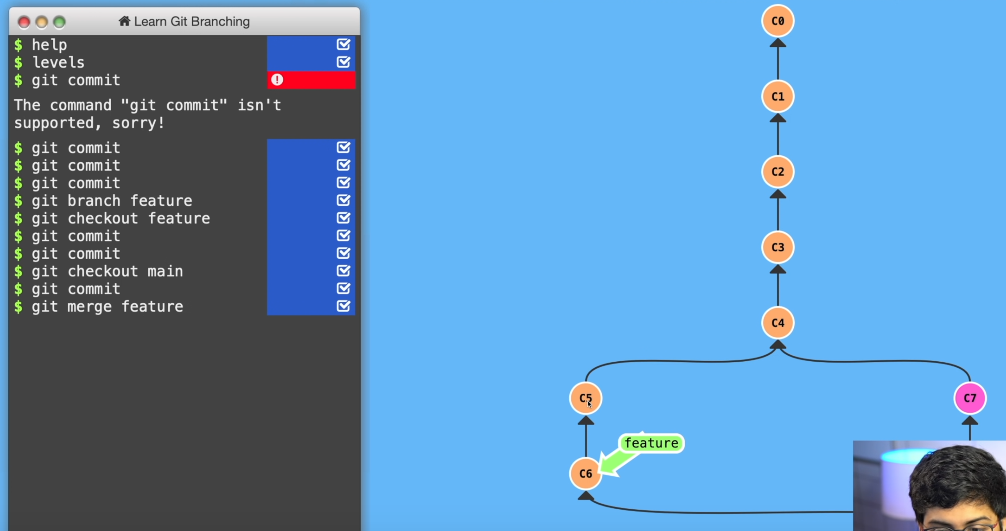 Learn Git Branching
$ help
$ levels
$ git commit
The command "git commit" isn't
supported, sorry!
$ git commit
$ git commit
$ git commit
$ git branch feature
$ git checkout feature
$ git commit
$ git commit
$ git checkout main
$ git commit
$ git merge feature
C0
C1
C2
C3
C4
C5
C7
feature
C6